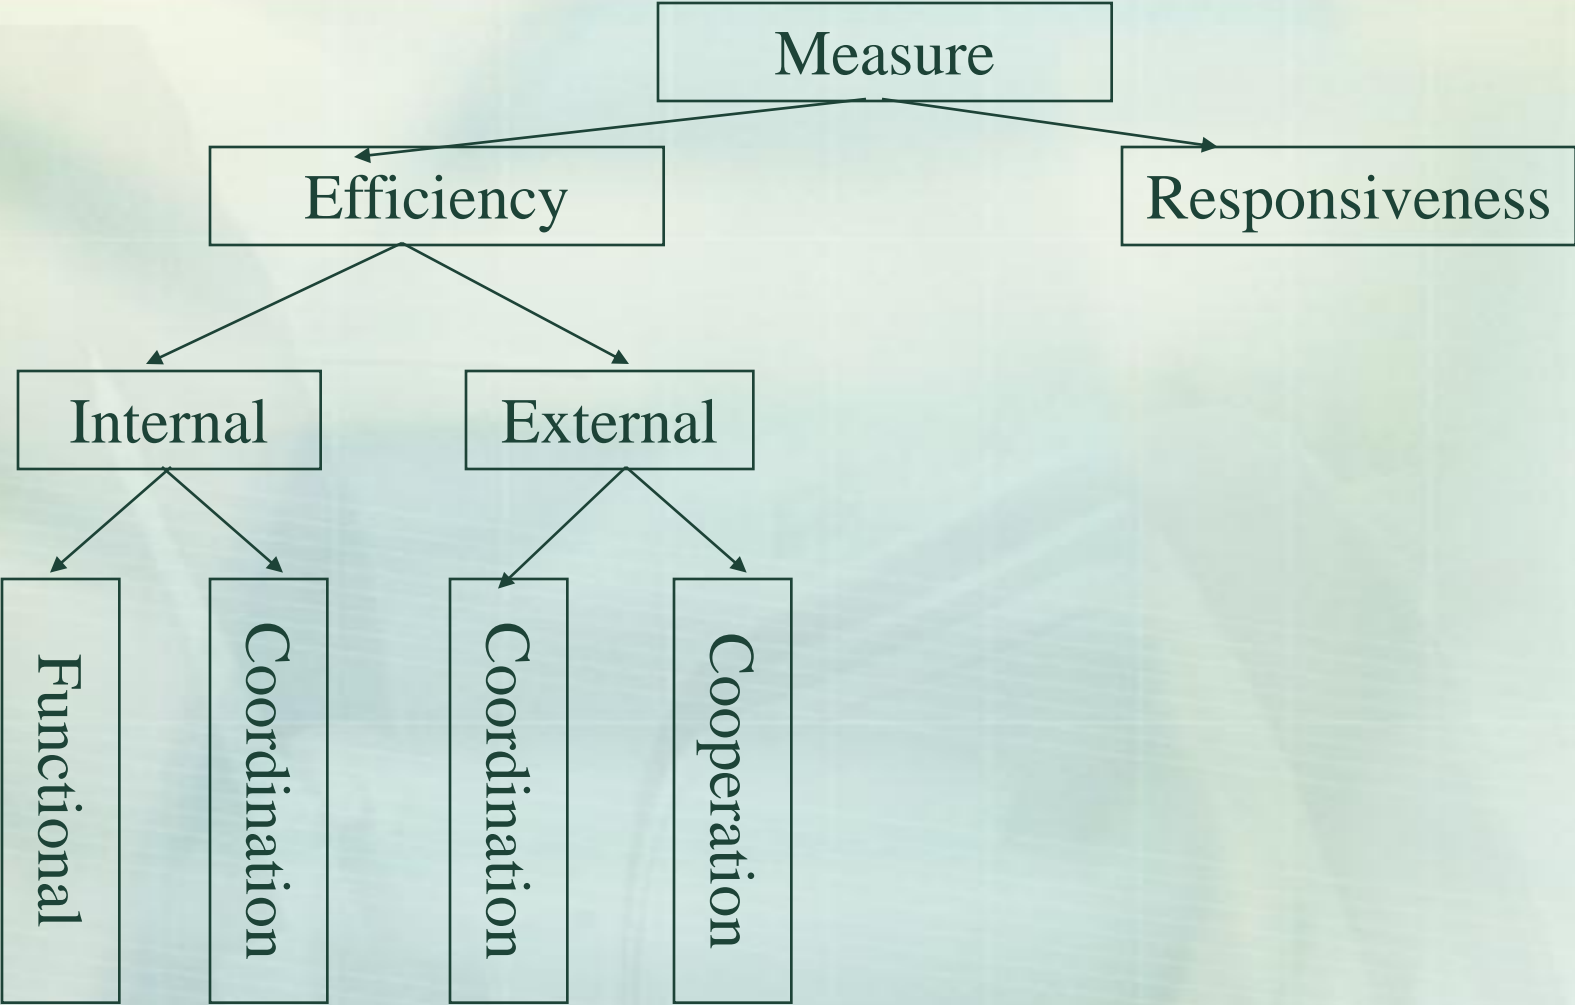 Measure
Efficiency
Responsiveness
Internal
External
Functional
Coordination
Coordination
Cooperation